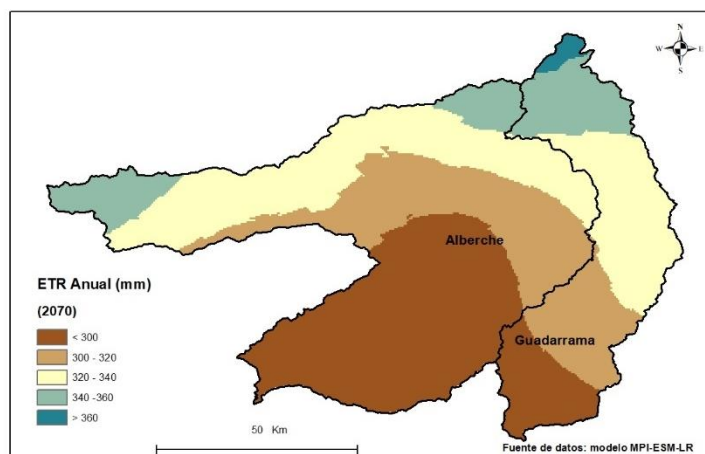 N
W E
S
Alberche
Guadarrama
ETR Anual (mm)
(2070)
< 300
300 - 320
320 - 340
340 -360
> 360
50 Km
Fuente de datos: modelo MPI-ESM-LR